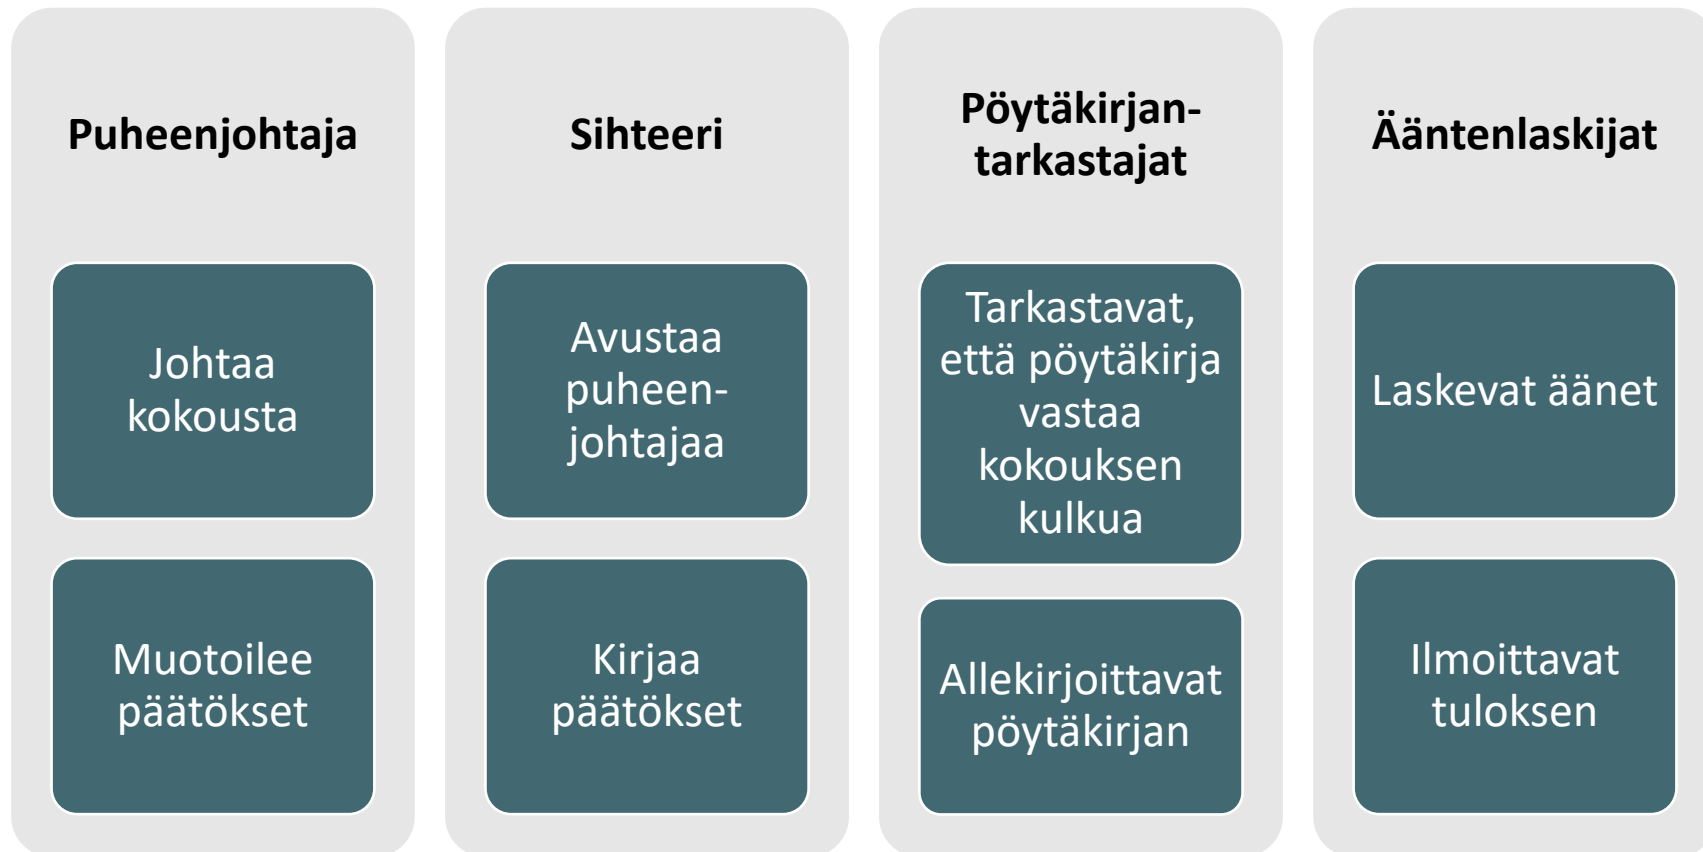 Puheenjohtaja
Johtaa
kokousta
Muotoilee
päätökset
Sihteeri
Avustaa
puheen-
johtajaa
Kirjaa
päätökset
Pöytäkirjan-
tarkastajat
Tarkastavat,
että pöytäkirja
vastaa
kokouksen
kulkua
Allekirjoittavat
pöytäkirjan
Ääntenlaskijat
Laskevat äänet
Ilmoittavat
tuloksen